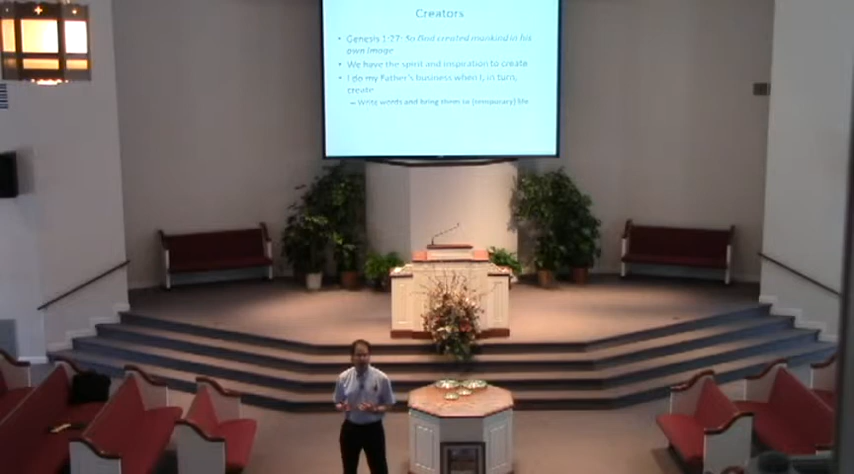 Creators
• Genesis 1:27: So God created mankind in his
own image
• We have the spirit and inspiration to create
• I do my Father's business when I, in turn,
create
– Write words and bring them to (temporary) life